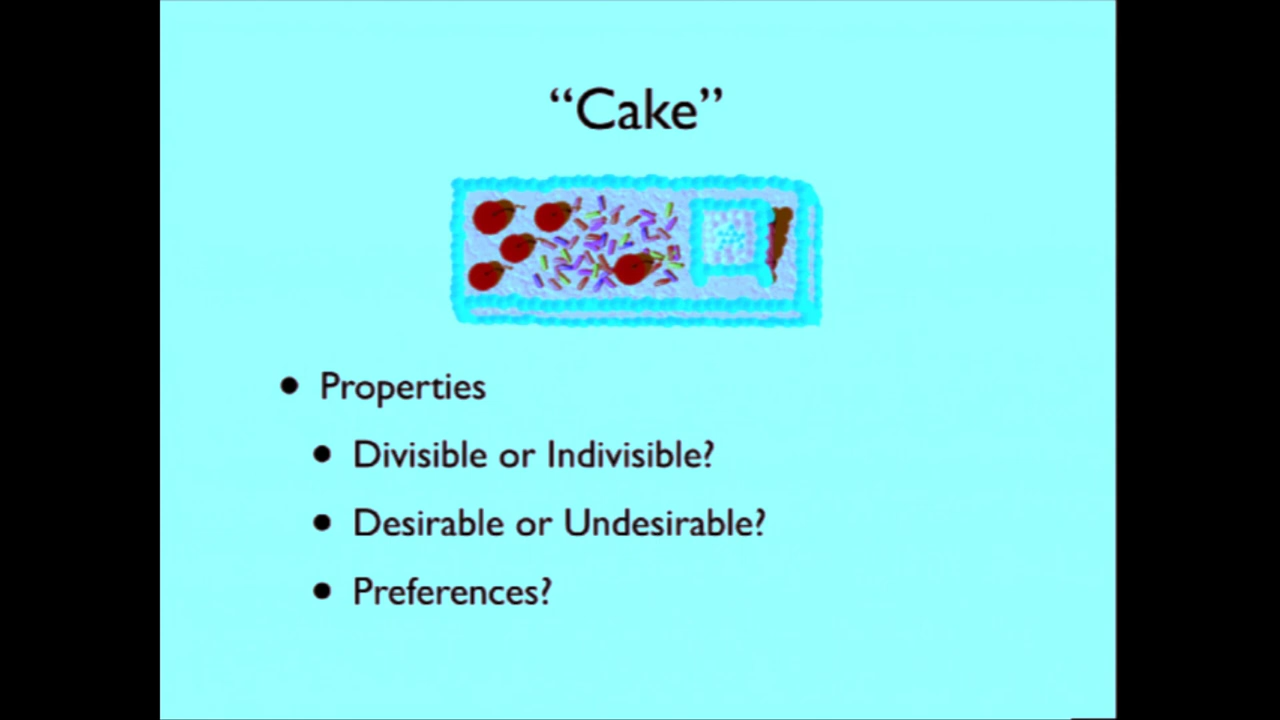 “Cake”
• Properties
• Divisible or Indivisible?
• Desirable or Undesirable?
• Preferences?